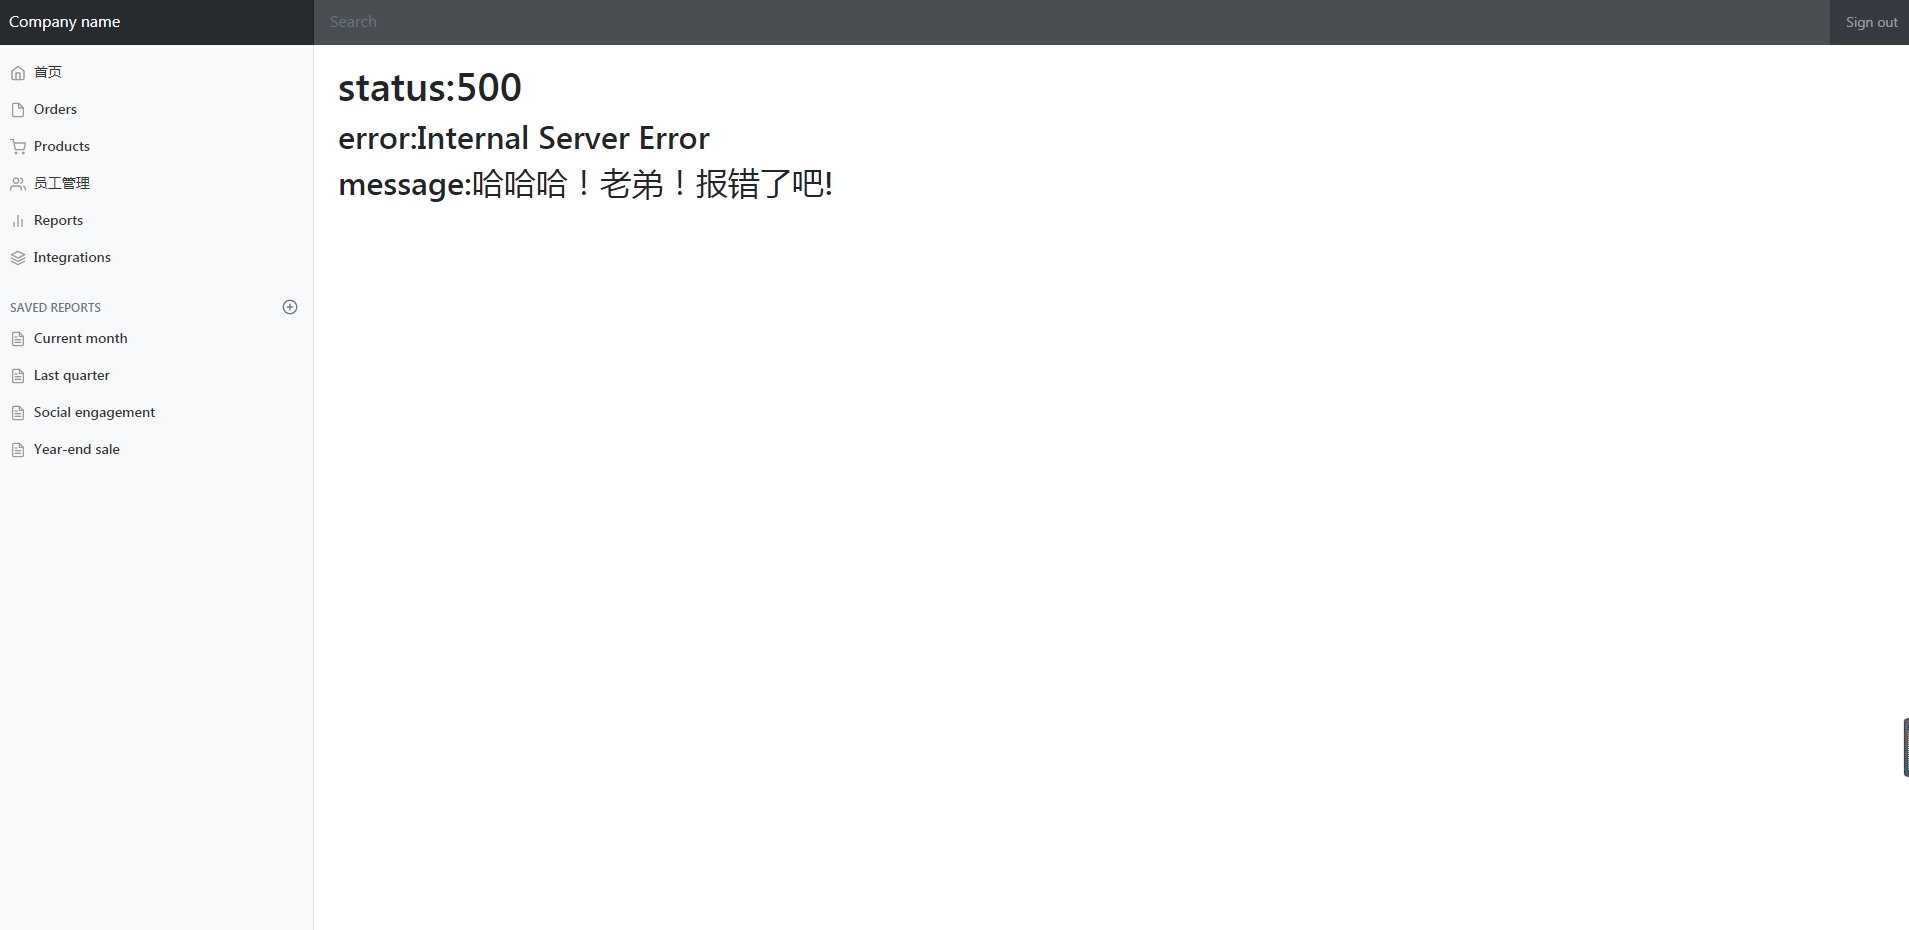 Company name
Search
Sign out
首页
Orders
Products
员工管理
Reports
Integrations
SAVED REPORTS
Current month
Last quarter
Social engagement
Year-end sale
status:500
error:Internal Server Error
message:哈哈哈！老弟！报错了吧!